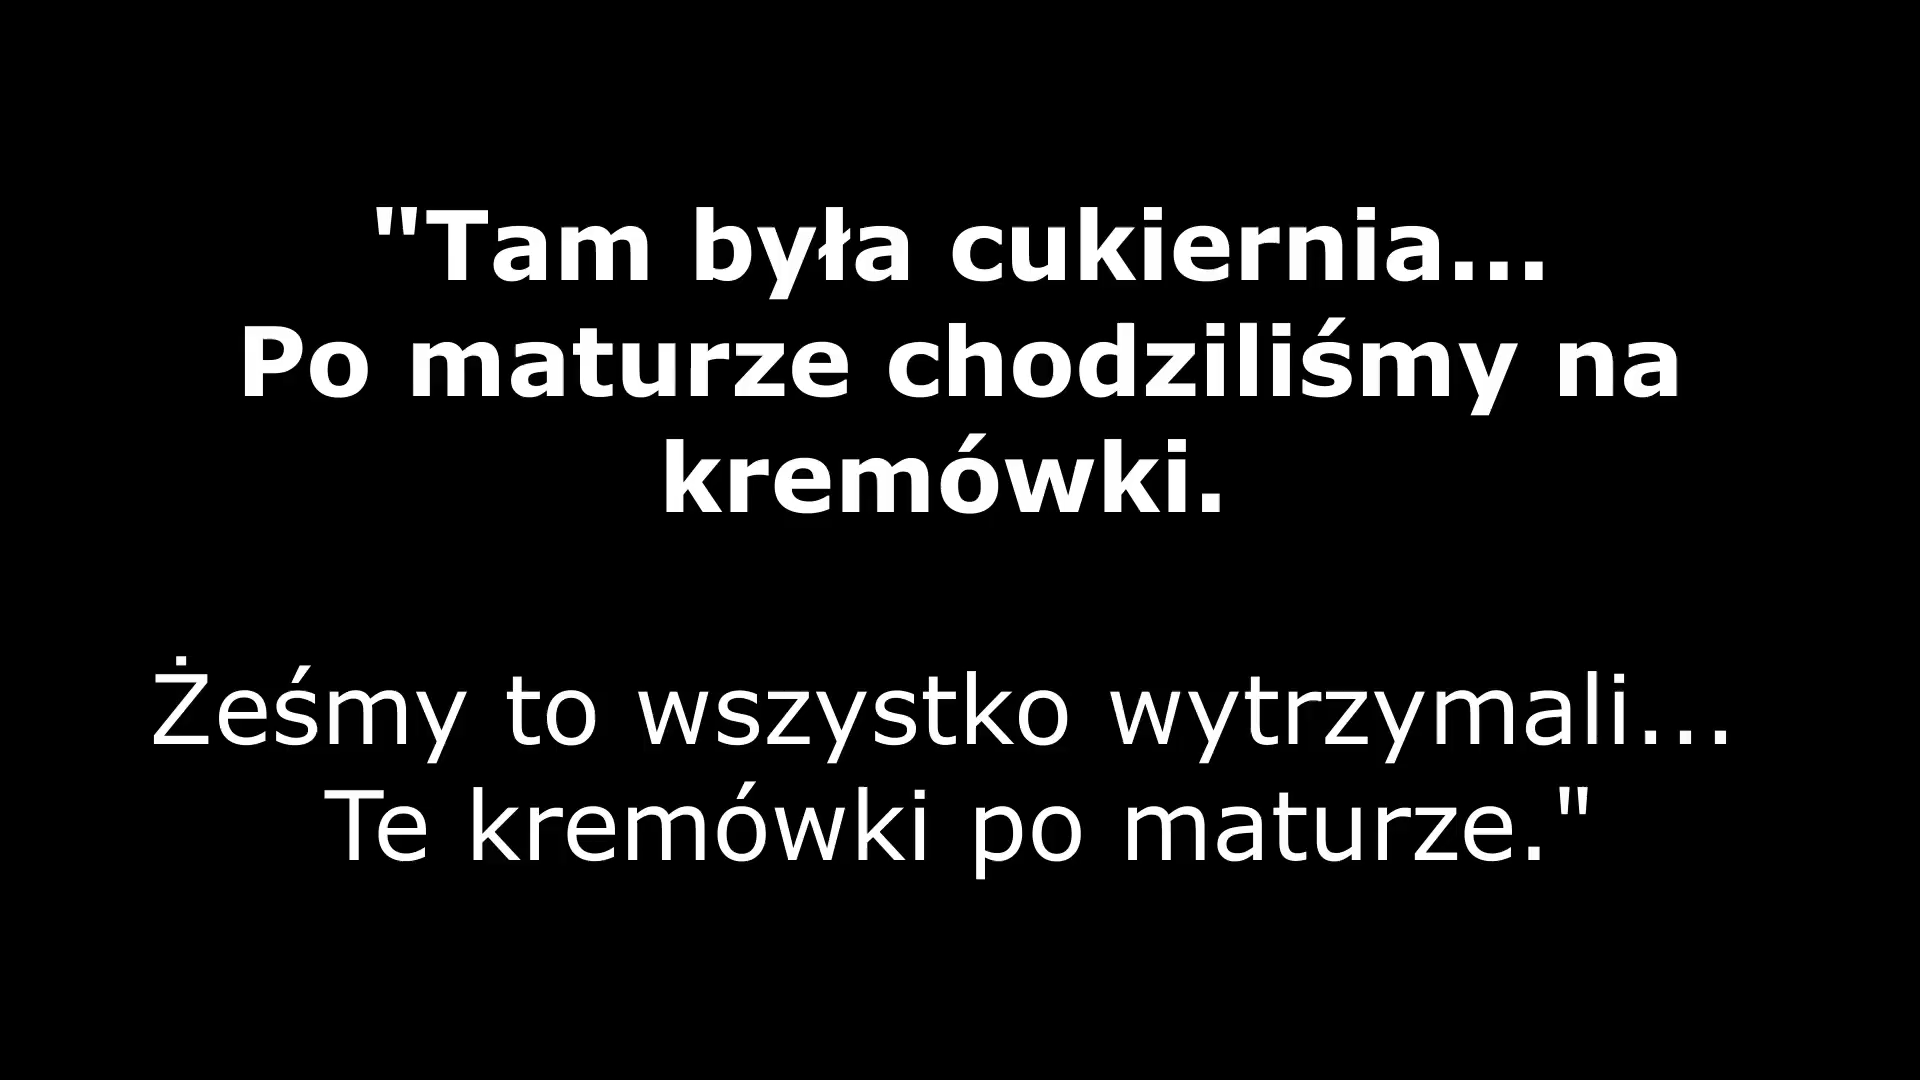 "Tam była cukiernia...
Po maturze chodziliśmy na
kremówki.
Żeśmy to wszystko wytrzymali...
Te kremówki po maturze."